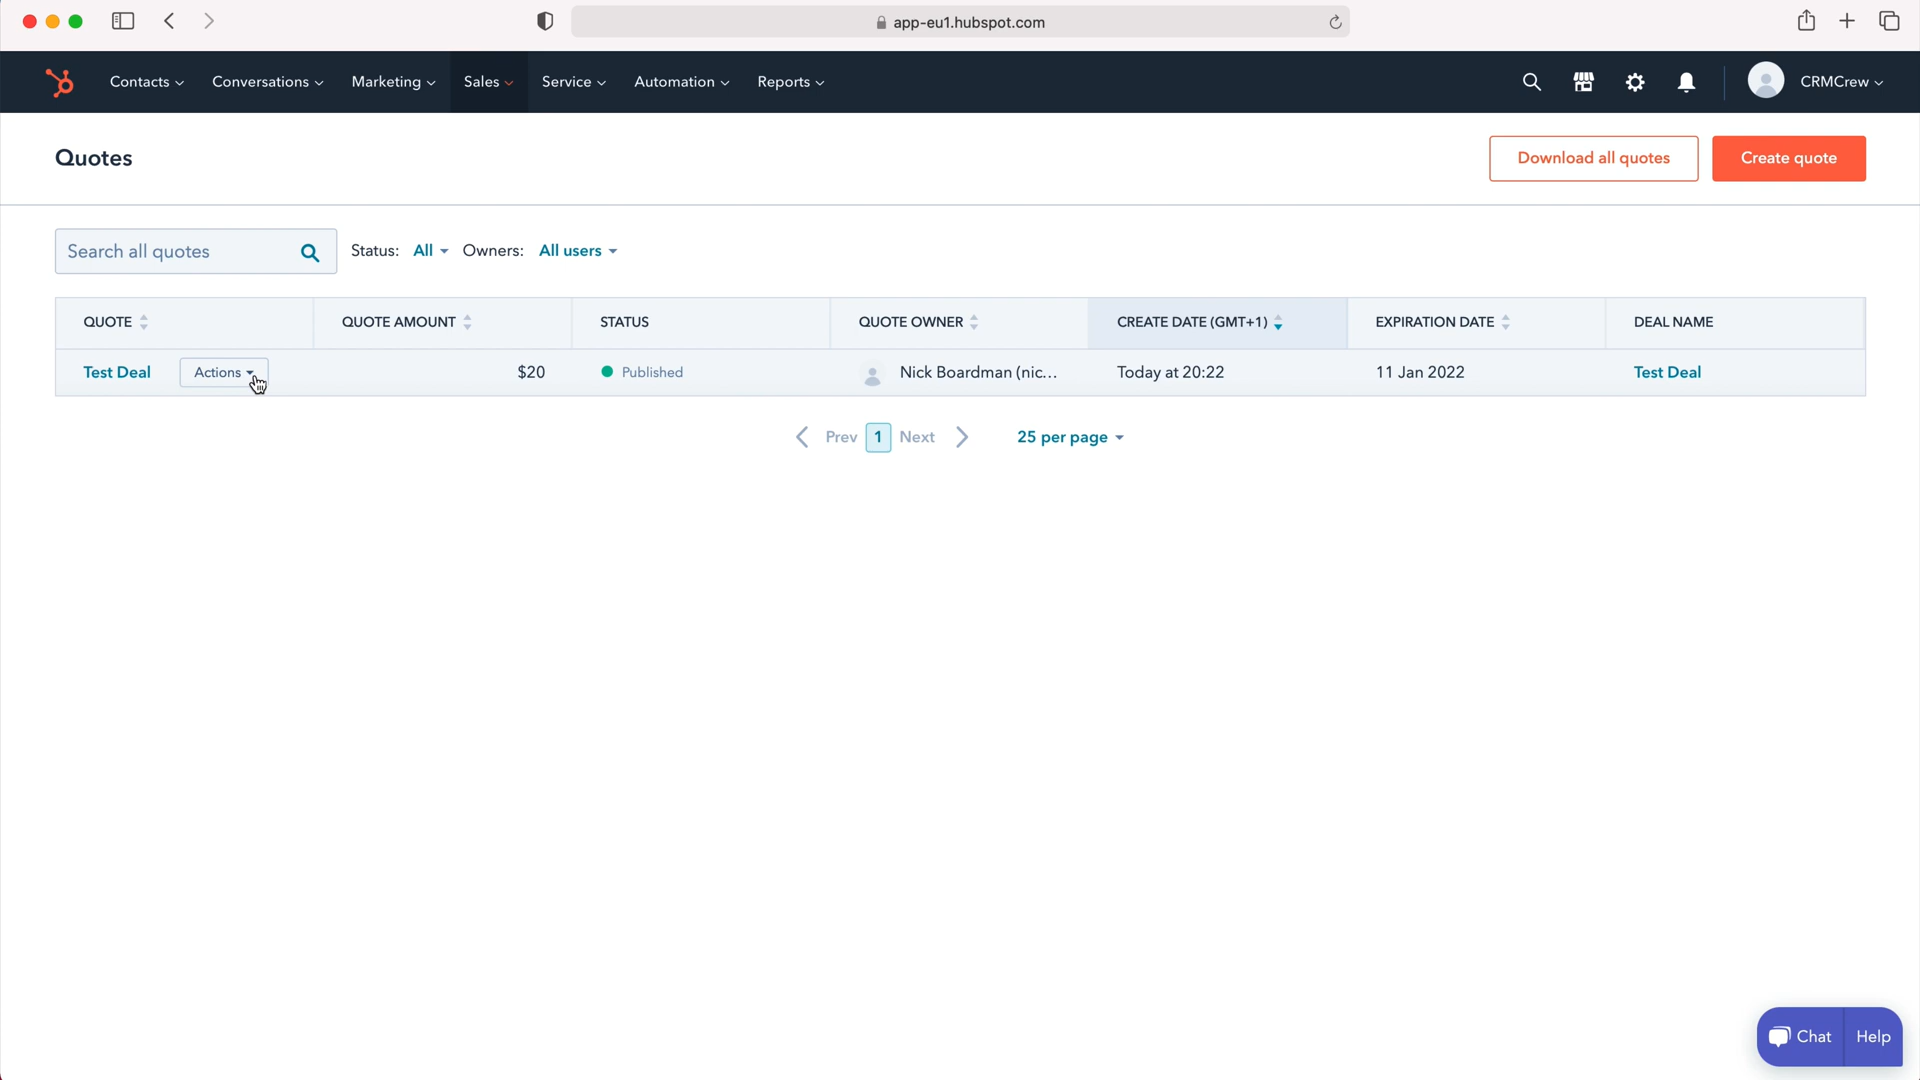 app-eu1.hubspot.com
Contacts Conversations Marketing Sales Service Automation Reports CRMCrew
Quotes Download all quotes Create quote
Search all quotes Status: All Owners: All users
QUOTE QUOTE AMOUNT STATUS QUOTE OWNER CREATE DATE (GMT+1) EXPIRATION DATE DEAL NAME
Test Deal Actions $20 Published Nick Boardman (nic... Today at 20:22 11 Jan 2022 Test Deal
Prev 1 Next 25 per page
Chat Help